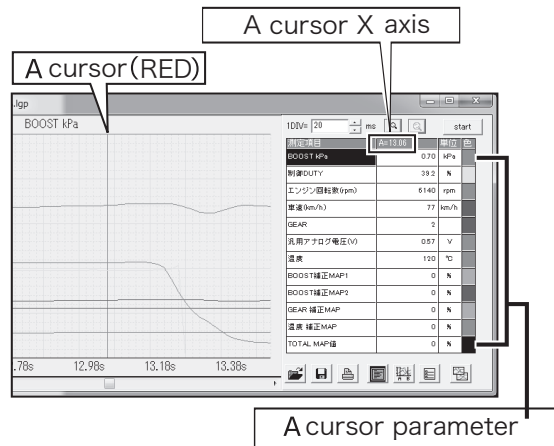 A cursor X axis
A cursor(RED)
.lgp
BOOST kPa
1DIV= 20 ms start
測定項目 A=13.06 単位 色
BOOST kPa 0.70 kPa
制御DUTY 39.2 %
エンジン回転数(rpm) 6140 rpm
車速(km/h) 77 km/h
GEAR 2
汎用アナログ電圧(V) 0.57 V
温度 120 ℃
BOOST補正MAP1 0 %
BOOST補正MAP2 0 %
GEAR 補正MAP 0 %
温度 補正MAP 0 %
TOTAL MAP値 0 %
.78s 12.98s 13.18s 13.38s
A cursor parameter